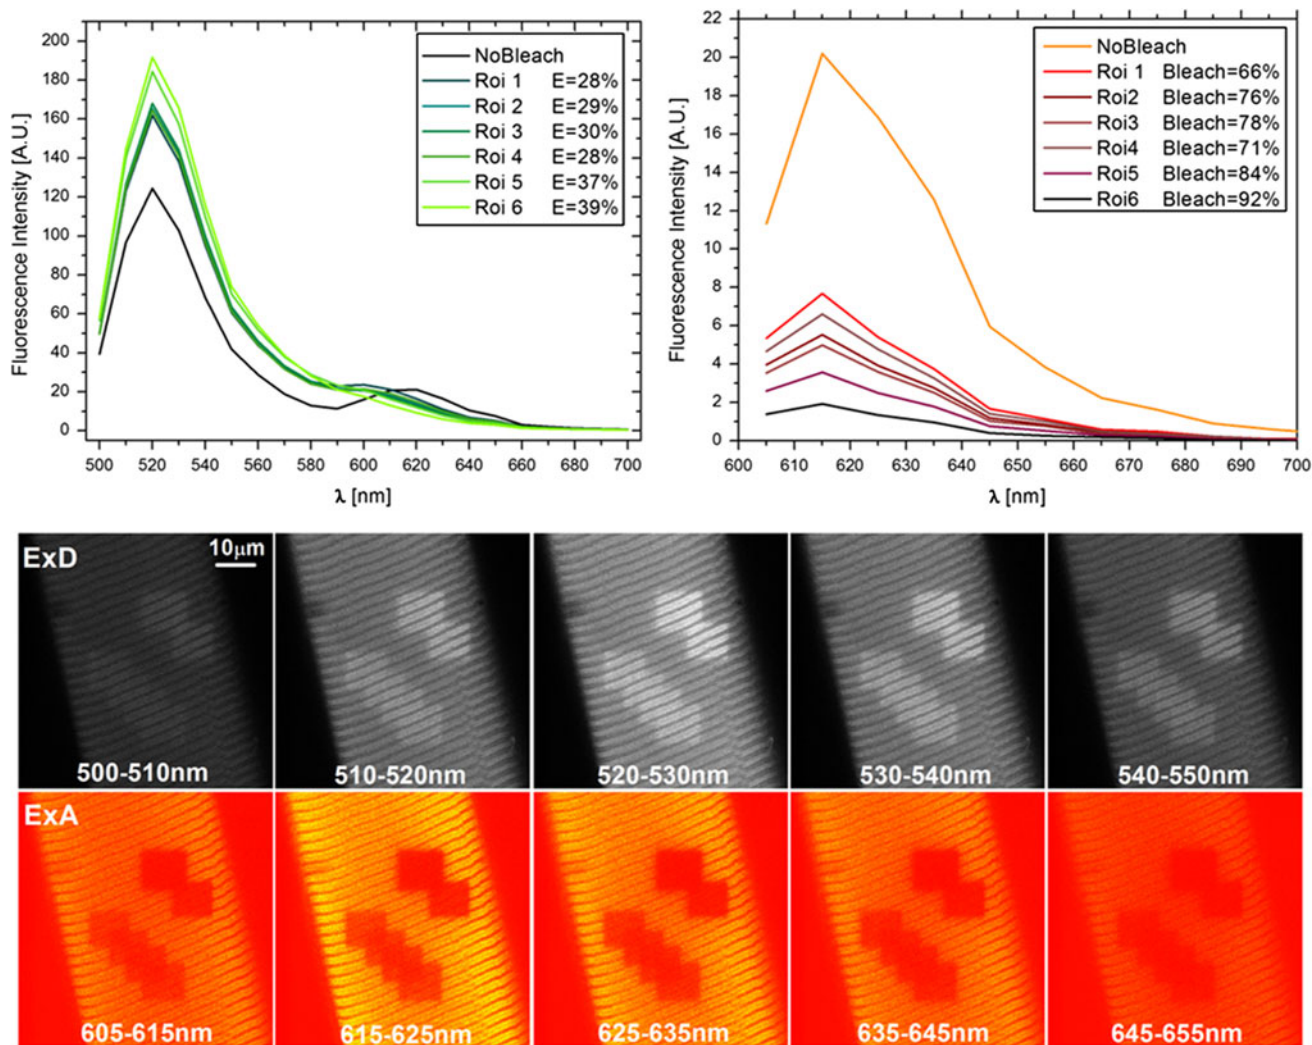 Fluorescence Intensity [A.U.]
200
180
160
140
120
100
80
60
40
20
0
500 520 540 560 580 600 620 640 660 680 700
λ [nm]
NoBleach
Roi 1 E=28%
Roi 2 E=29%
Roi 3 E=30%
Roi 4 E=28%
Roi 5 E=37%
Roi 6 E=39%
Fluorescence Intensity [A.U.]
22
20
18
16
14
12
10
8
6
4
2
0
600 610 620 630 640 650 660 670 680 690 700
λ [nm]
NoBleach
Roi 1 Bleach=66%
Roi2 Bleach=76%
Roi3 Bleach=78%
Roi4 Bleach=71%
Roi5 Bleach=84%
Roi6 Bleach=92%
ExD
10μm
500-510nm 510-520nm 520-530nm 530-540nm 540-550nm
ExA
605-615nm 615-625nm 625-635nm 635-645nm 645-655nm